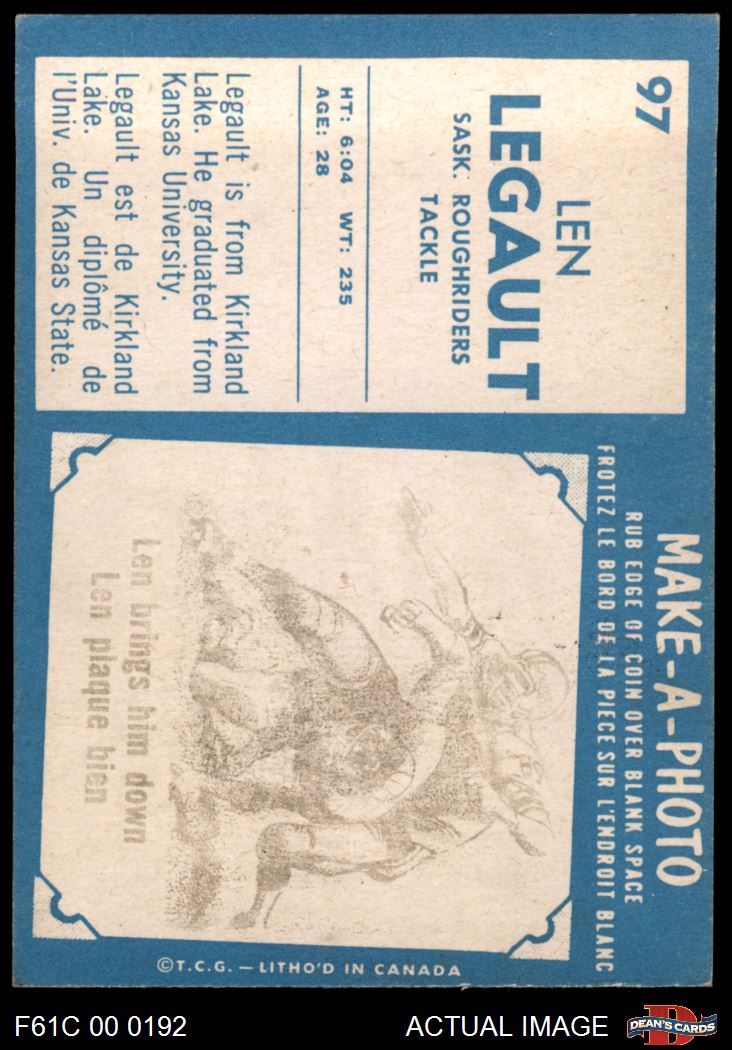 97
LEN
LEGAULT
SASK. ROUGHRIDERS
TACKLE
HT: 6:04 WT: 235
AGE: 28
Legault is from Kirkland
Lake. He graduated from
Kansas University.
Legault est de Kirkland
Lake. Un diplômé de
l'Univ. de Kansas State.
MAKE-A-PHOTO
RUB EDGE OF COIN OVER BLANK SPACE
FROTEZ LE BORD DE LA PIECE SUR L'ENDROIT BLANC
Len brings him down
Len plaque bien
©T.C.G. — LITHO'D IN CANADA
F61C 00 0192
ACTUAL IMAGE
D
DEAN'S CARDS